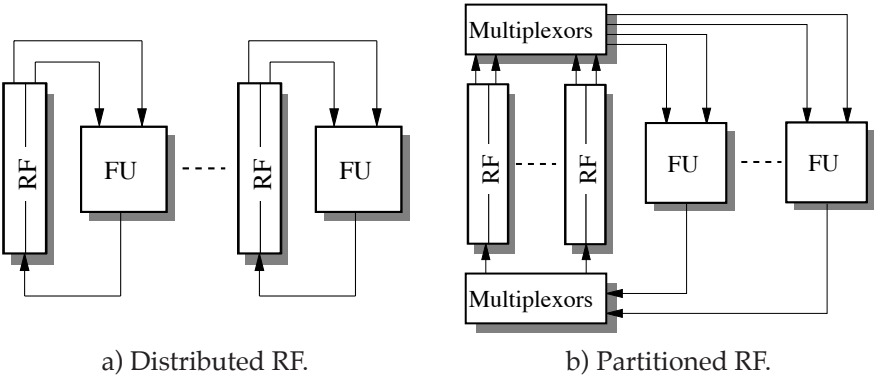 RF
FU
RF
FU
a) Distributed RF.
Multiplexors
RF
RF
FU
FU
Multiplexors
b) Partitioned RF.